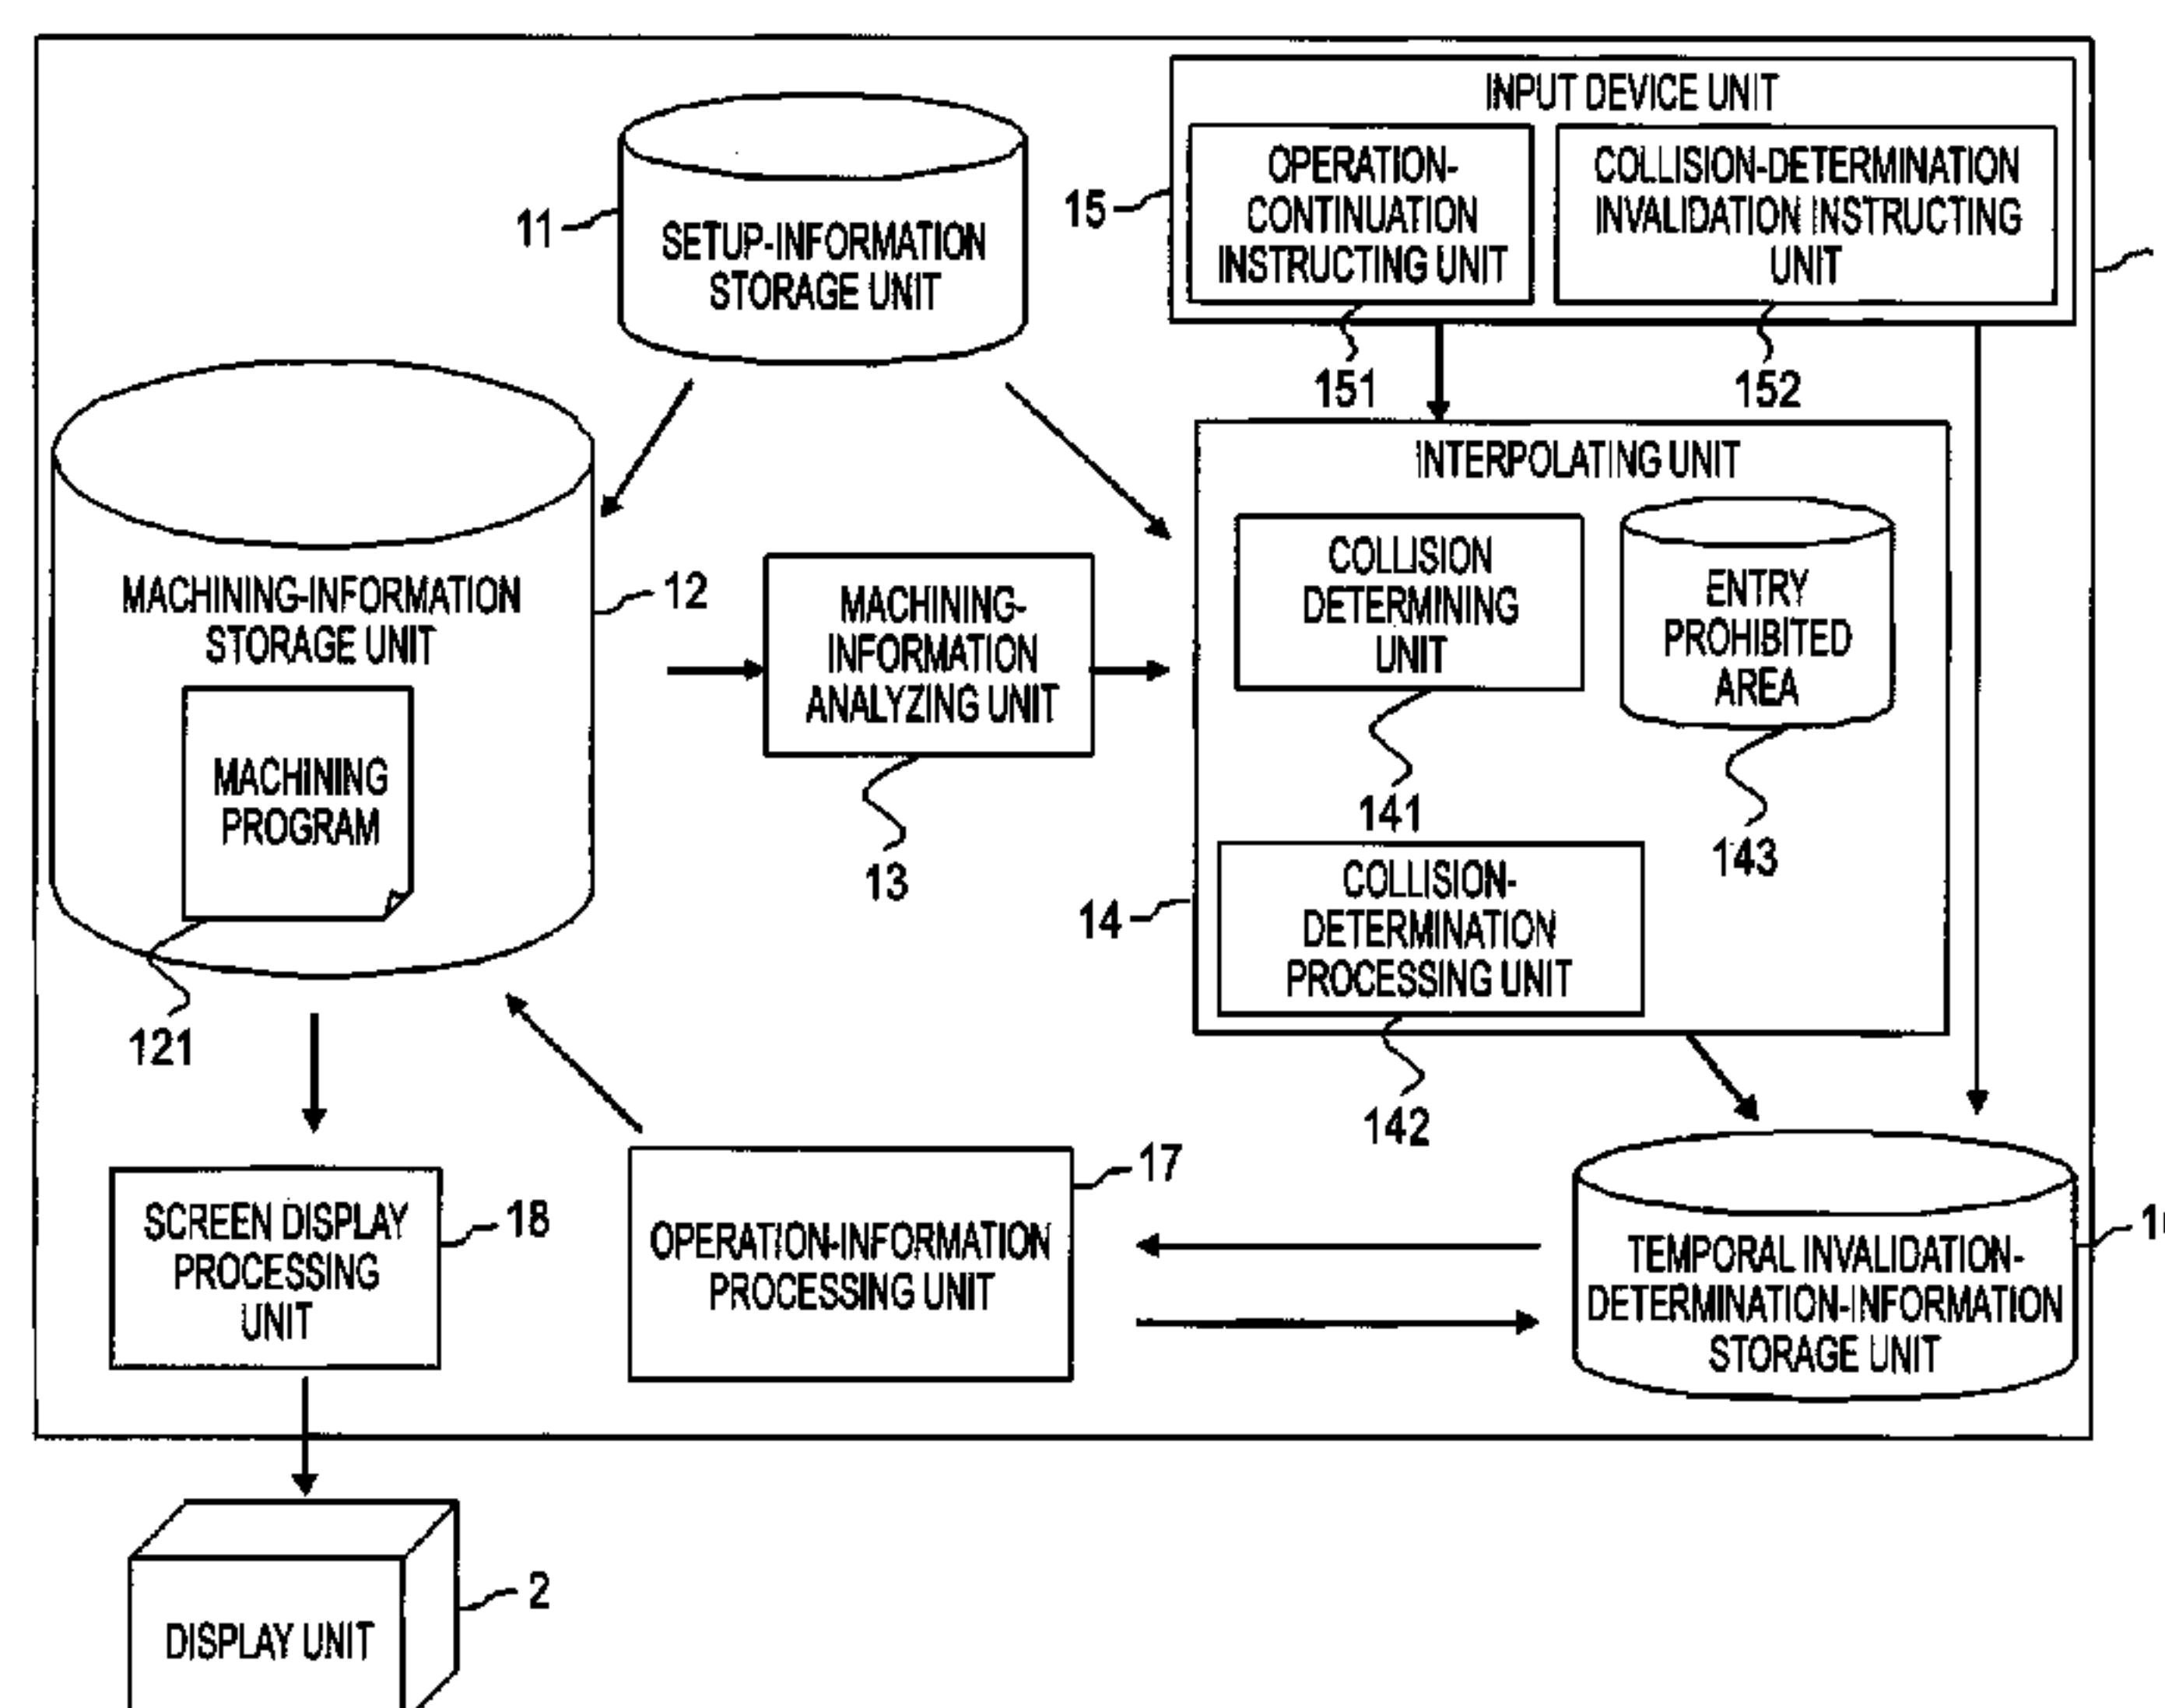 INPUT DEVICE UNIT
OPERATION-
CONTINUATION
INSTRUCTING UNIT
COLLISION-DETERMINATION
INVALIDATION INSTRUCTING
UNIT
15
151
152
11
SETUP-INFORMATION
STORAGE UNIT
MACHINING-INFORMATION
STORAGE UNIT
12
MACHINING
PROGRAM
121
MACHINING-
INFORMATION
ANALYZING UNIT
13
INTERPOLATING UNIT
COLLISION
DETERMINING
UNIT
141
ENTRY
PROHIBITED
AREA
143
14
COLLISION-
DETERMINATION
PROCESSING UNIT
142
SCREEN DISPLAY
PROCESSING
UNIT
18
OPERATION-INFORMATION
PROCESSING UNIT
17
TEMPORAL INVALIDATION-
DETERMINATION-INFORMATION
STORAGE UNIT
DISPLAY UNIT
2